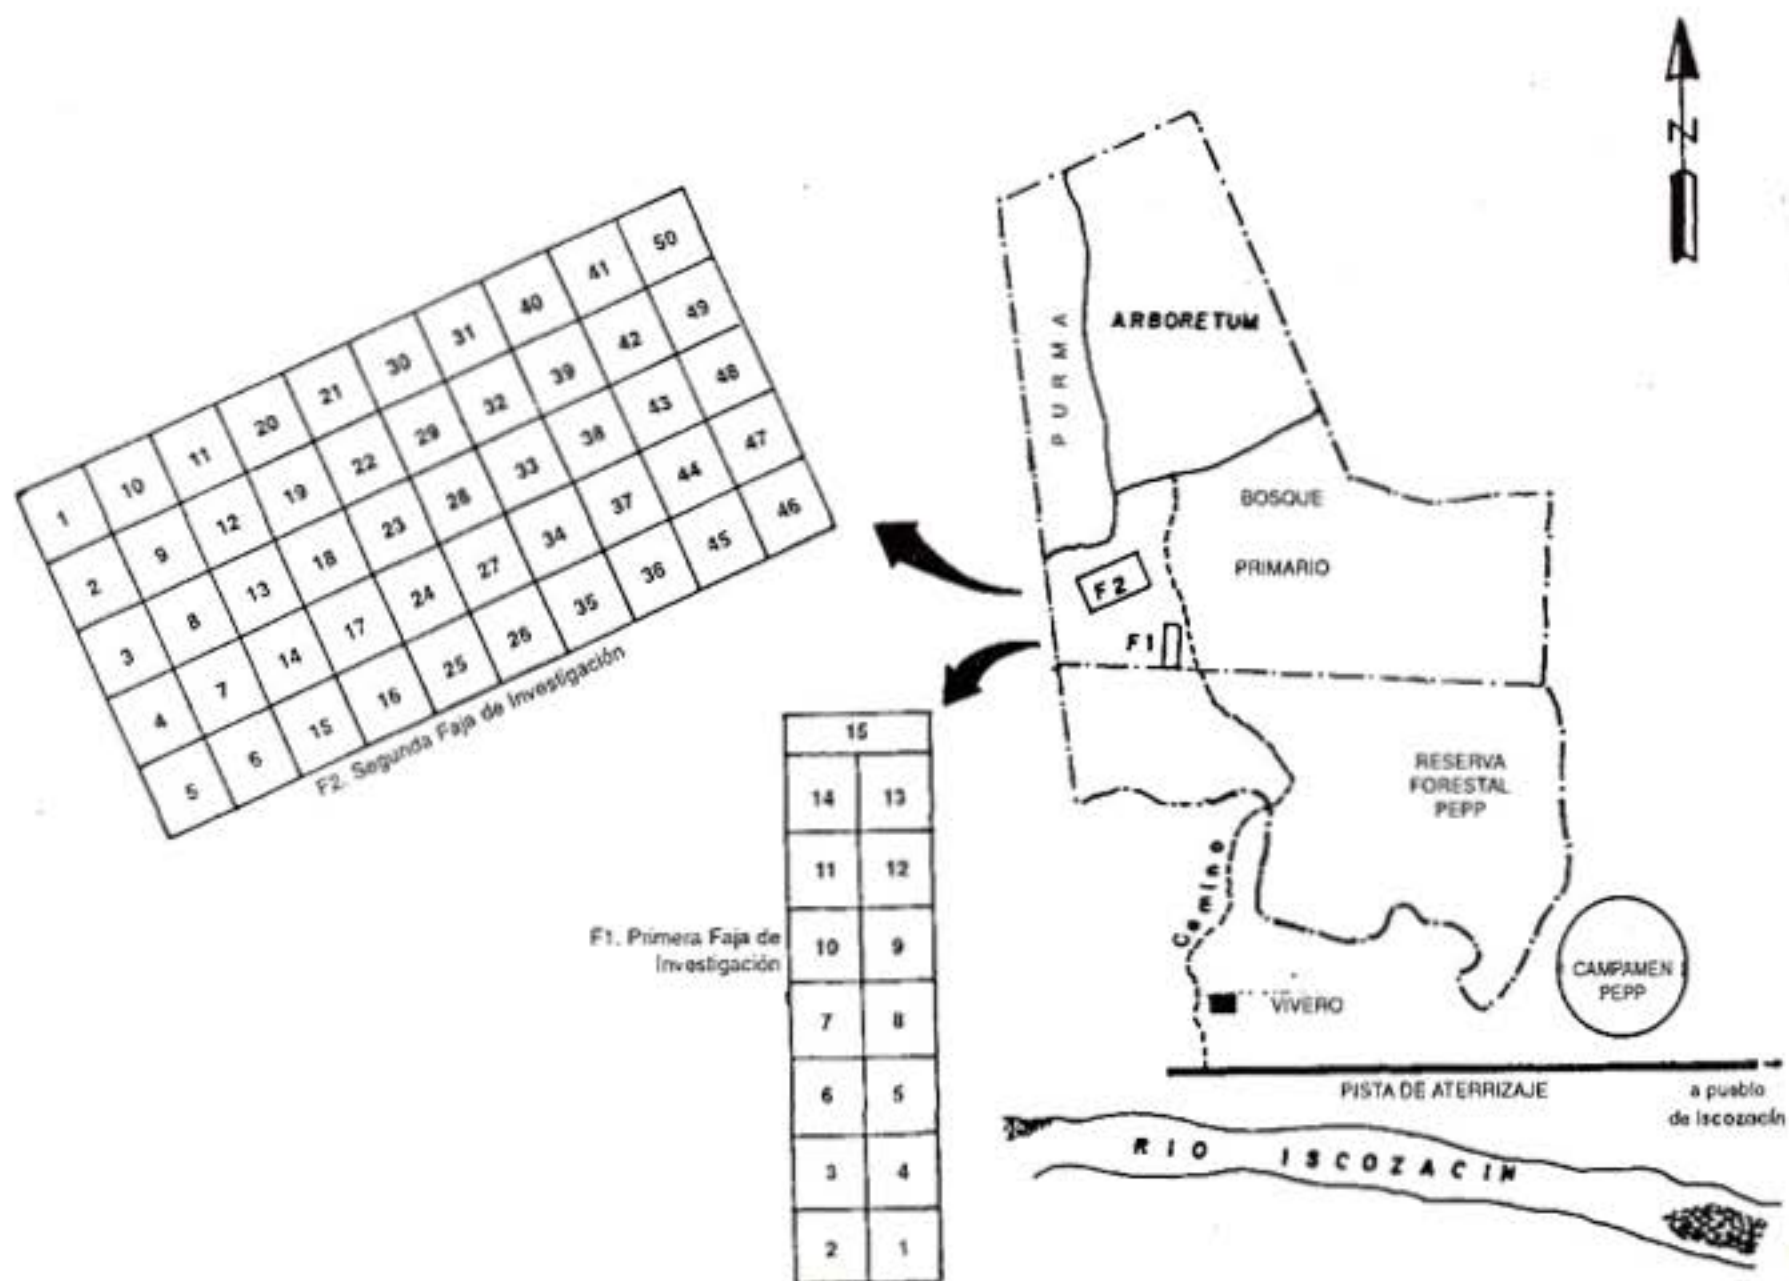 N
1 10 11 20 21 30 31 40 41 50
2 9 12 19 22 29 32 39 42 49
3 8 13 18 23 28 33 38 43 48
4 7 14 17 24 27 34 37 44 47
5 6 15 16 25 26 35 36 45 46
F2. Segunda Faja de Investigación
15
14 13
11 12
10 9
7 8
6 5
3 4
2 1
F1. Primera Faja de
Investigación
PURMA
ARBORETUM
BOSQUE
PRIMARIO
F2
F1
RESERVA
FORESTAL
PEPP
Camino
CAMPAMEN
PEPP
VIVERO
PISTA DE ATERRIZAJE
a pueblo
de Iscozacín
RIO ISCOZACIN